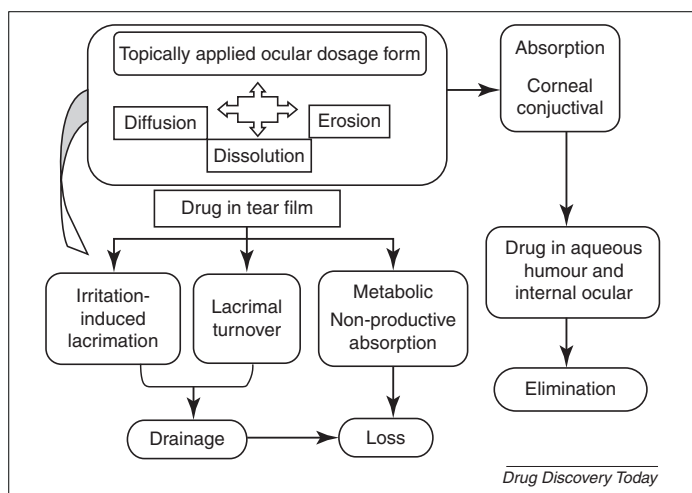 Topically applied ocular dosage form
Diffusion
Erosion
Dissolution
Absorption
Corneal
conjuctival
Drug in tear film
Irritation-
induced
lacrimation
Lacrimal
turnover
Metabolic
Non-productive
absorption
Drug in aqueous
humour and
internal ocular
Drainage
Loss
Elimination
Drug Discovery Today